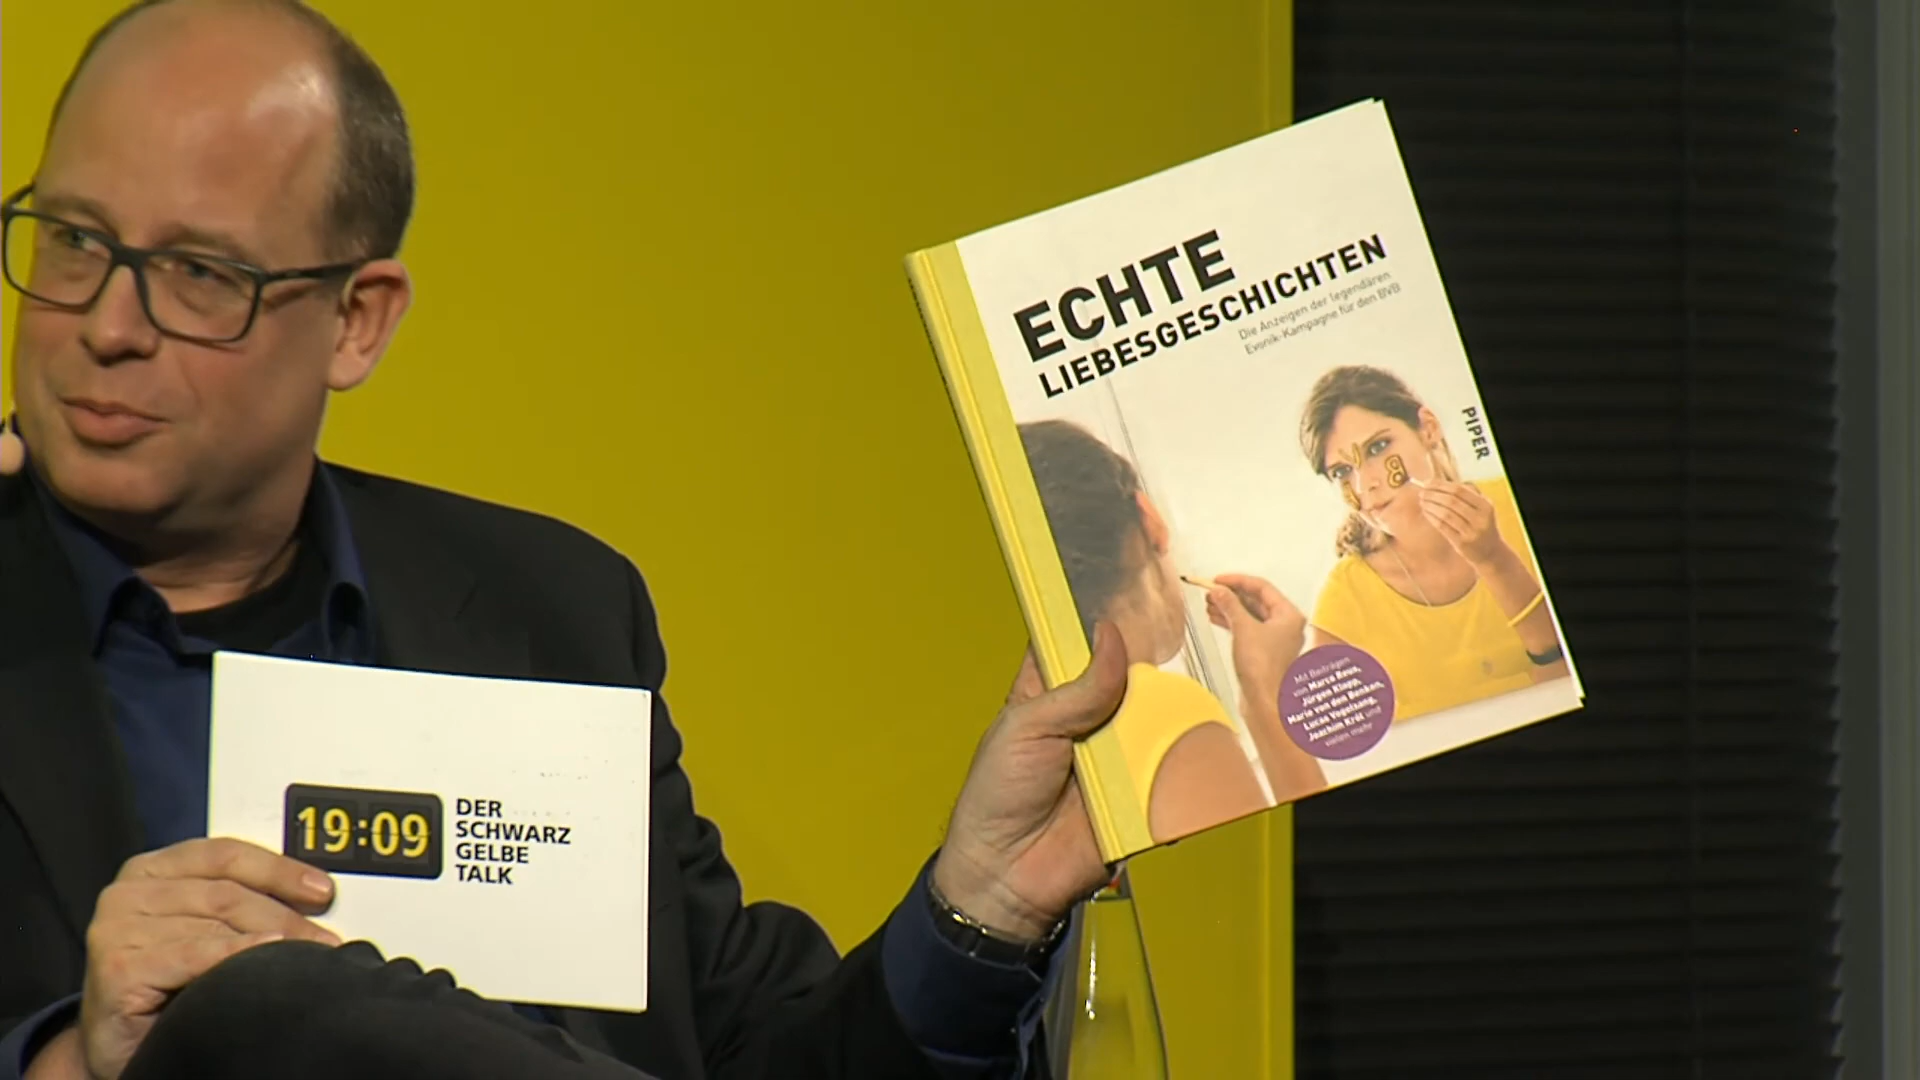 ECHTE
LIEBESGESCHICHTEN
Die Anzeigen der legendären
Evonik-Kampagne für den BVB
PIPER
V
B
Mit Beiträgen
von Marco Reus,
Jürgen Klopp,
Marie von den Benken,
Lucas Vogelsang,
Joachim Król und
vielen mehr
19:09
DER
SCHWARZ
GELBE
TALK